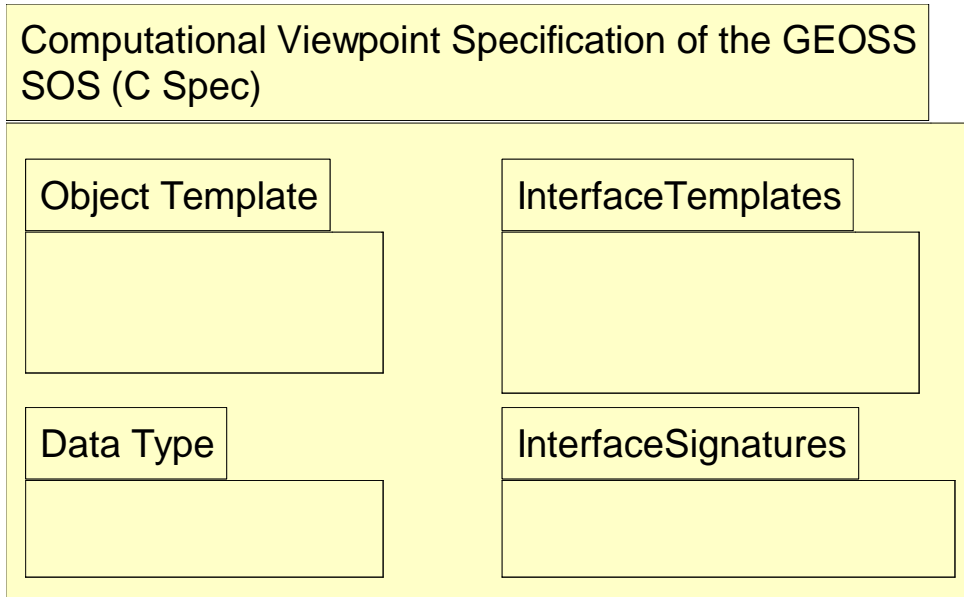 Computational Viewpoint Specification of the GEOSS
SOS (C Spec)
Object Template
InterfaceTemplates
Data Type
InterfaceSignatures